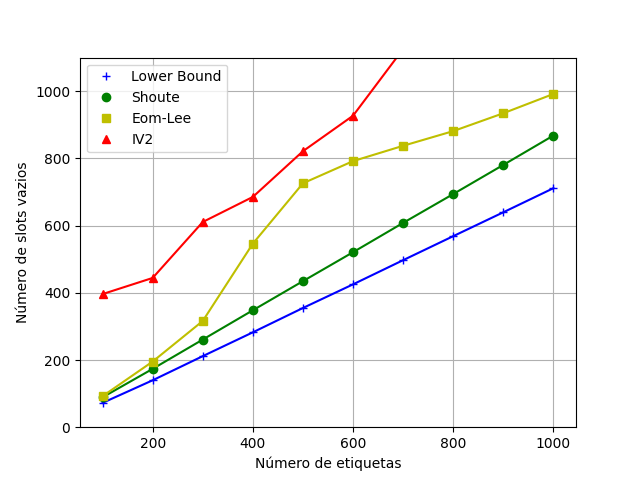 Lower Bound
Shoute
Eom-Lee
IV2
1000
800
600
400
200
0
Número de slots vazios
200 400 600 800 1000
Número de etiquetas